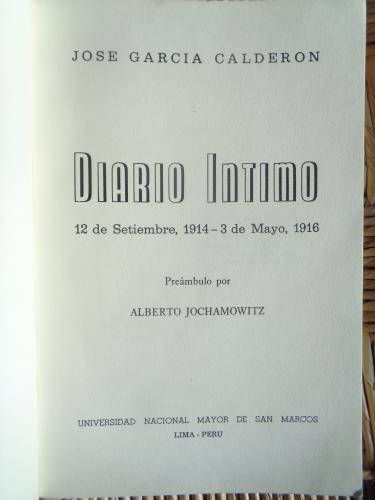 JOSE GARCIA CALDERON
DIARIO INTIMO
12 de Setiembre, 1914 – 3 de Mayo, 1916
Preámbulo por
ALBERTO JOCHAMOWITZ
UNIVERSIDAD NACIONAL MAYOR DE SAN MARCOS
LIMA - PERU